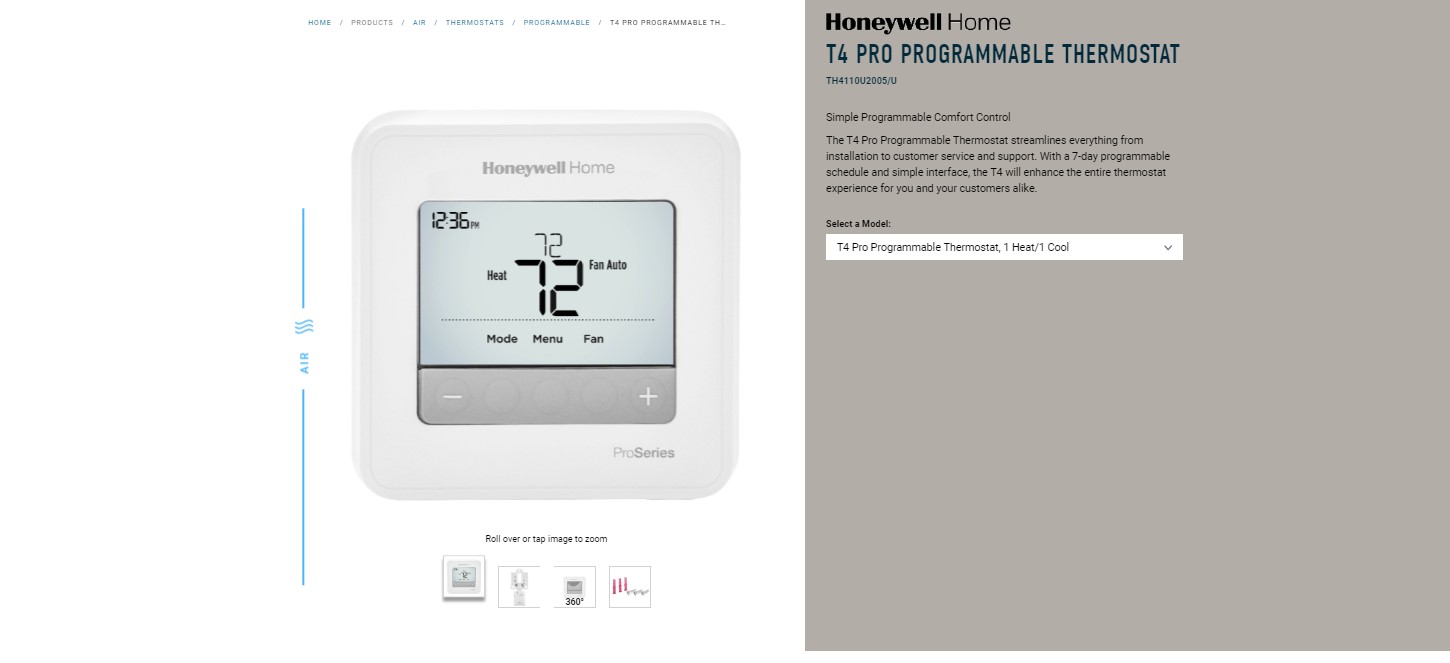 HOME / PRODUCTS / AIR / THERMOSTATS / PROGRAMMABLE / T4 PRO PROGRAMMABLE TH...
Honeywell Home
12:36 PM
72
Heat 72 Fan Auto
Mode Menu Fan
− +
ProSeries
AIR
Roll over or tap image to zoom
360°
Honeywell Home
T4 PRO PROGRAMMABLE THERMOSTAT
TH4110U2005/U
Simple Programmable Comfort Control
The T4 Pro Programmable Thermostat streamlines everything from
installation to customer service and support. With a 7-day programmable
schedule and simple interface, the T4 will enhance the entire thermostat
experience for you and your customers alike.
Select a Model:
T4 Pro Programmable Thermostat, 1 Heat/1 Cool